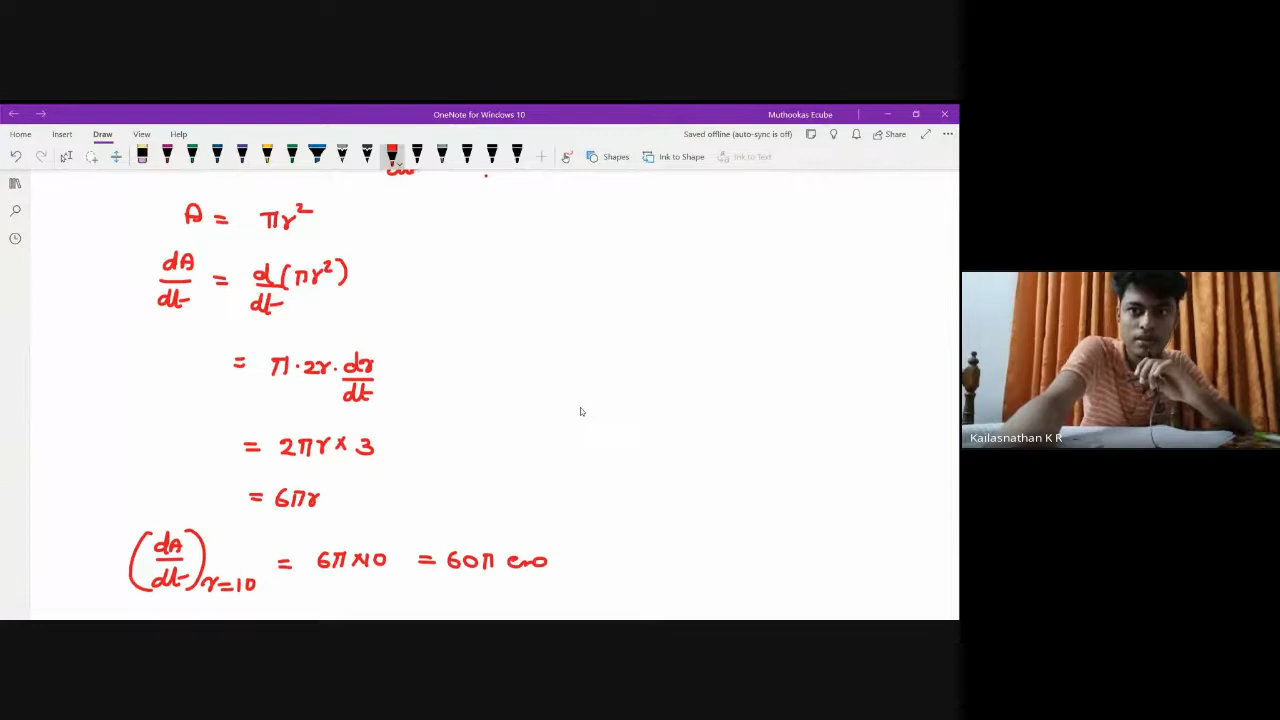 OneNote for Windows 10
Muthookas Ecube
Home Insert Draw View Help
Saved offline (auto-sync is off)
Share
Shapes
Ink to Shape
Ink to Text
A = πr²
dA/dt = d/dt (πr²)
= π · 2r · dr/dt
= 2πr × 3
= 6πr
(dA/dt) r=10 = 6π×10 = 60π cm
Kailasnathan K R